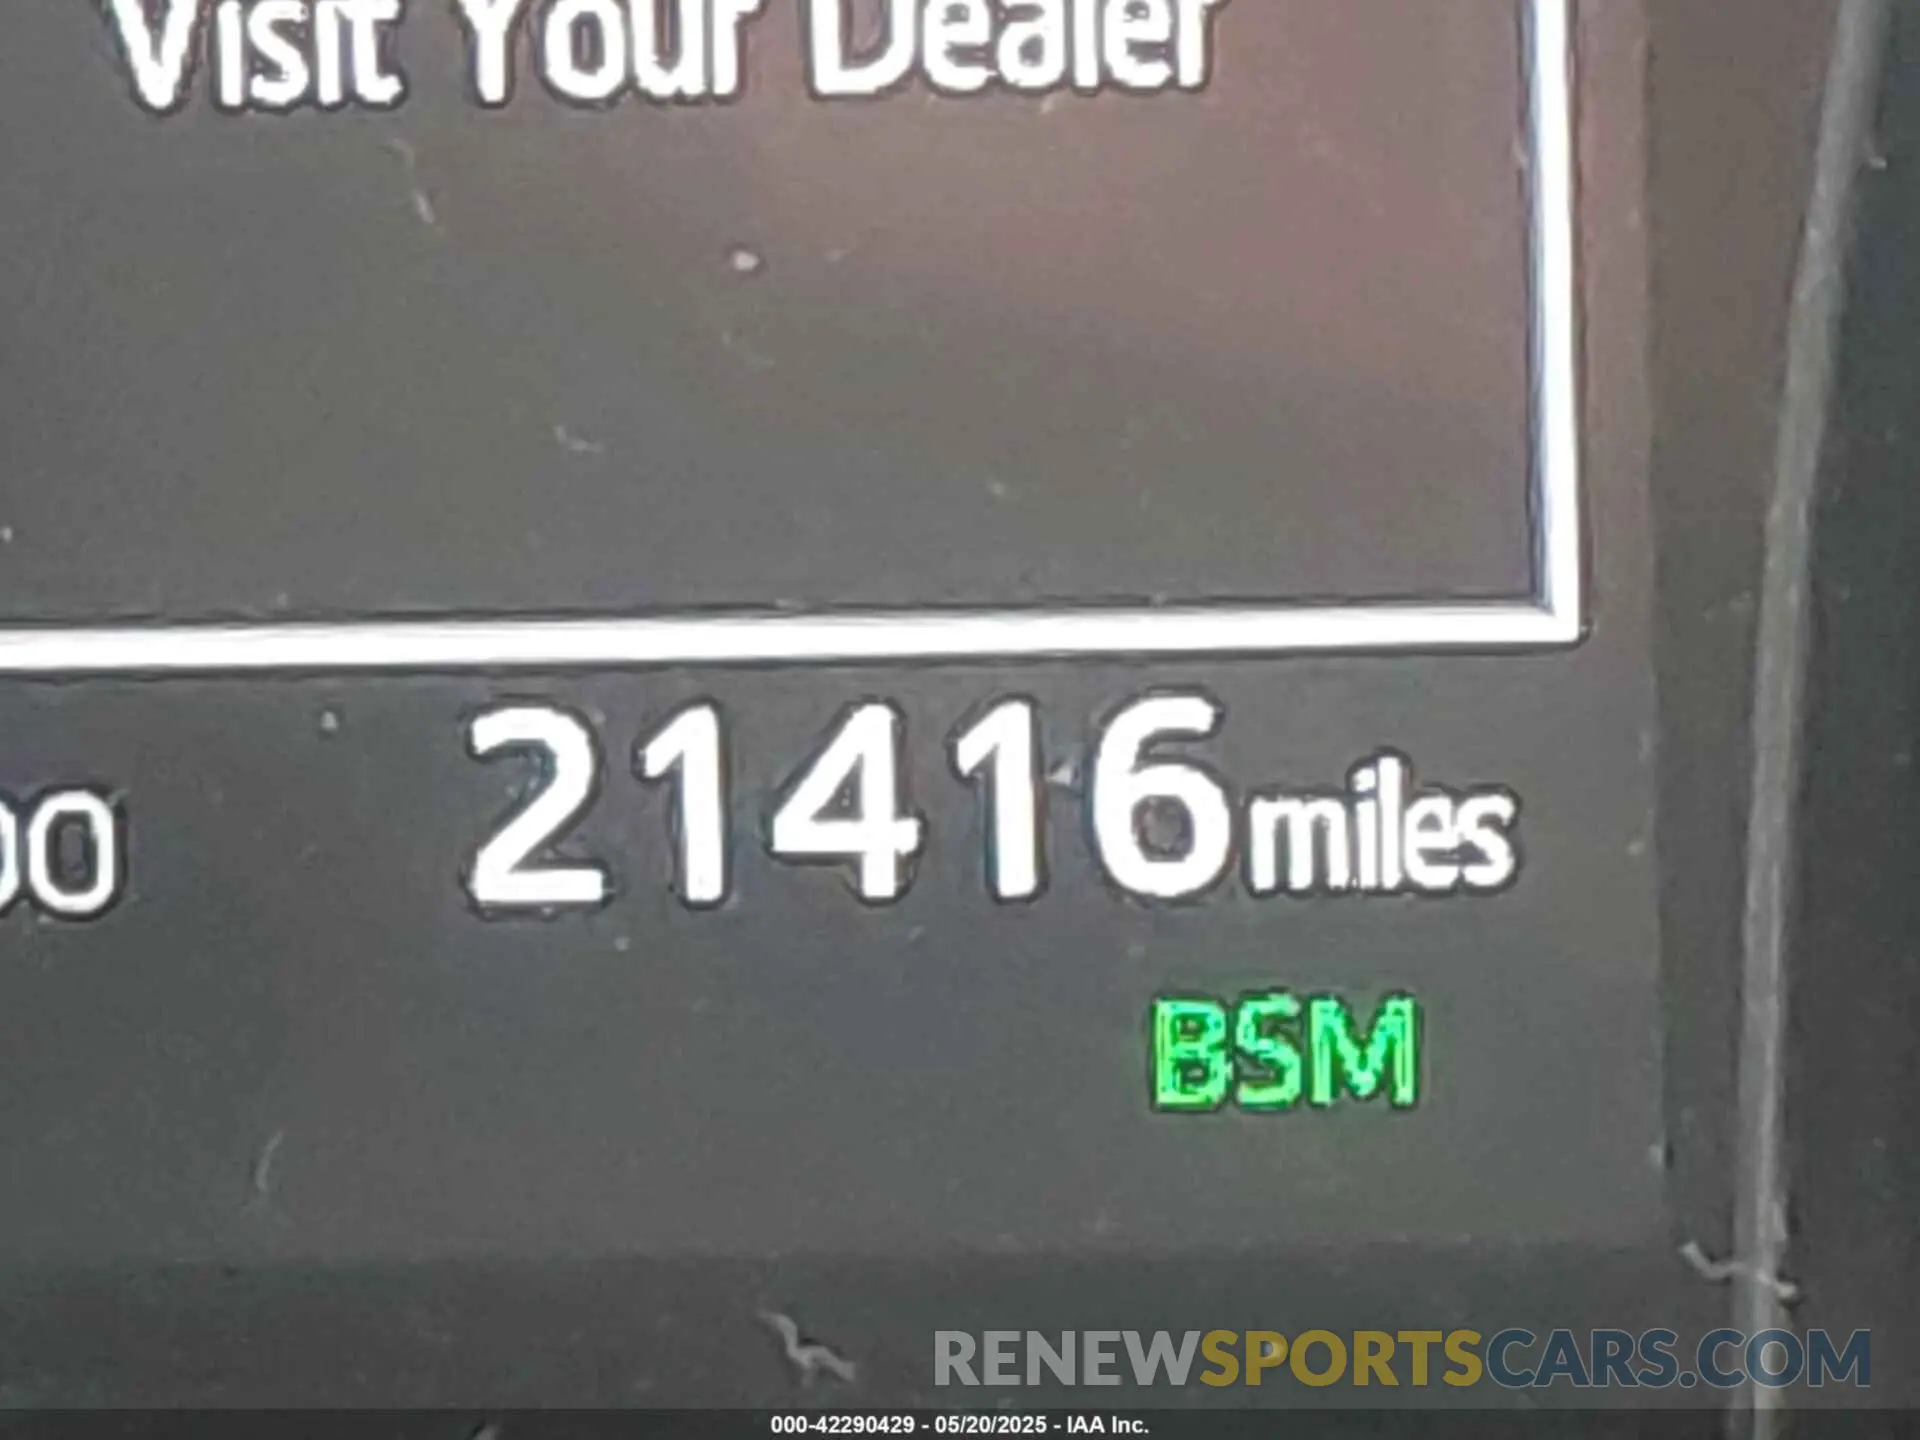 Visit Your Dealer
00
21416 miles
BSM
RENEWSPORTSCARS.COM
000-42290429 - 05/20/2025 - IAA Inc.